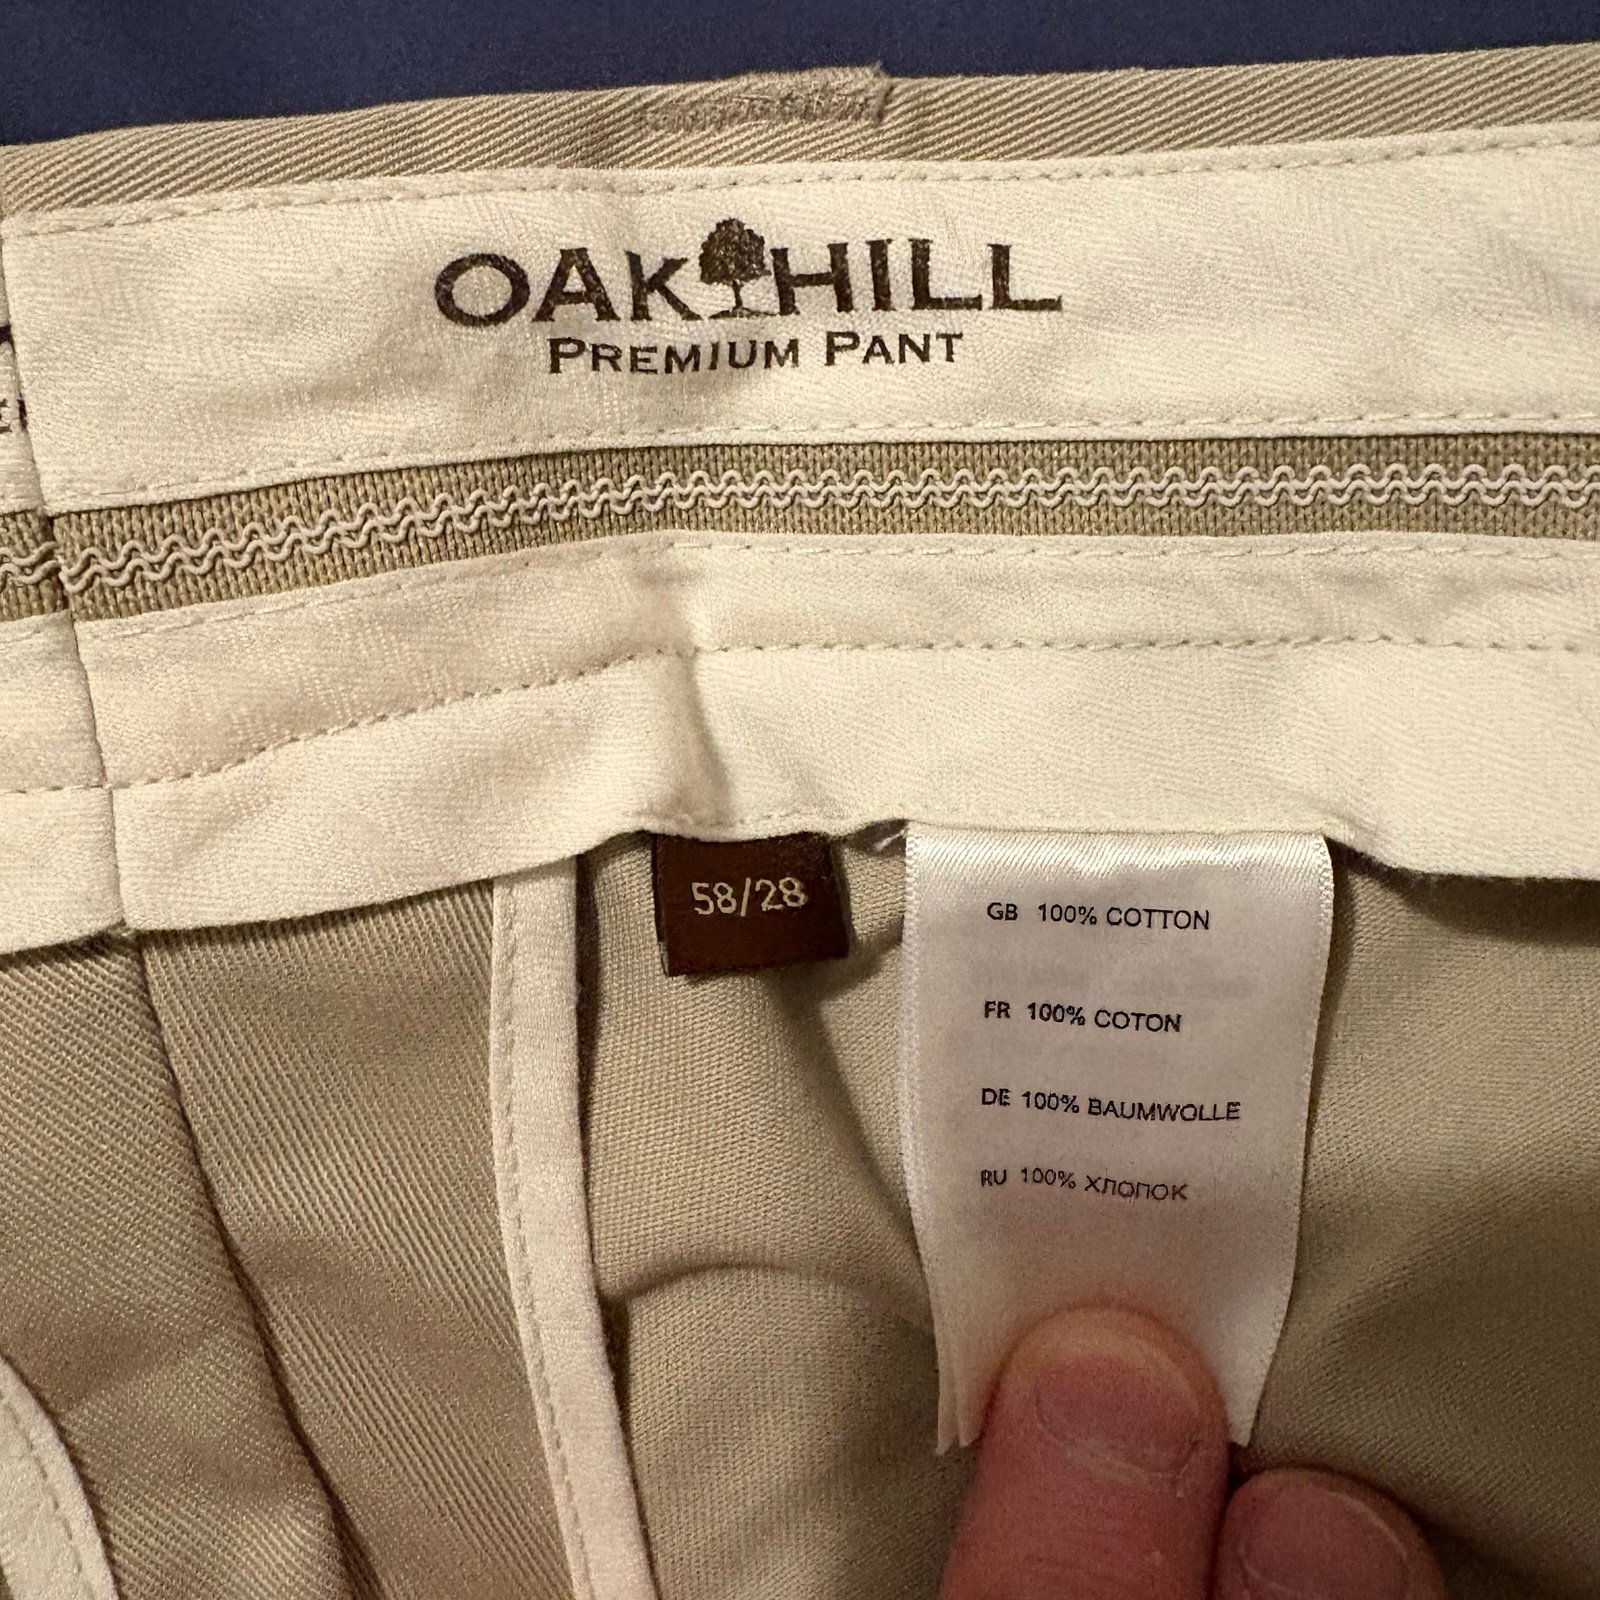 OAK HILL
PREMIUM PANT
58/28
GB 100% COTTON
FR 100% COTON
DE 100% BAUMWOLLE
RU 100% ХЛОПОК